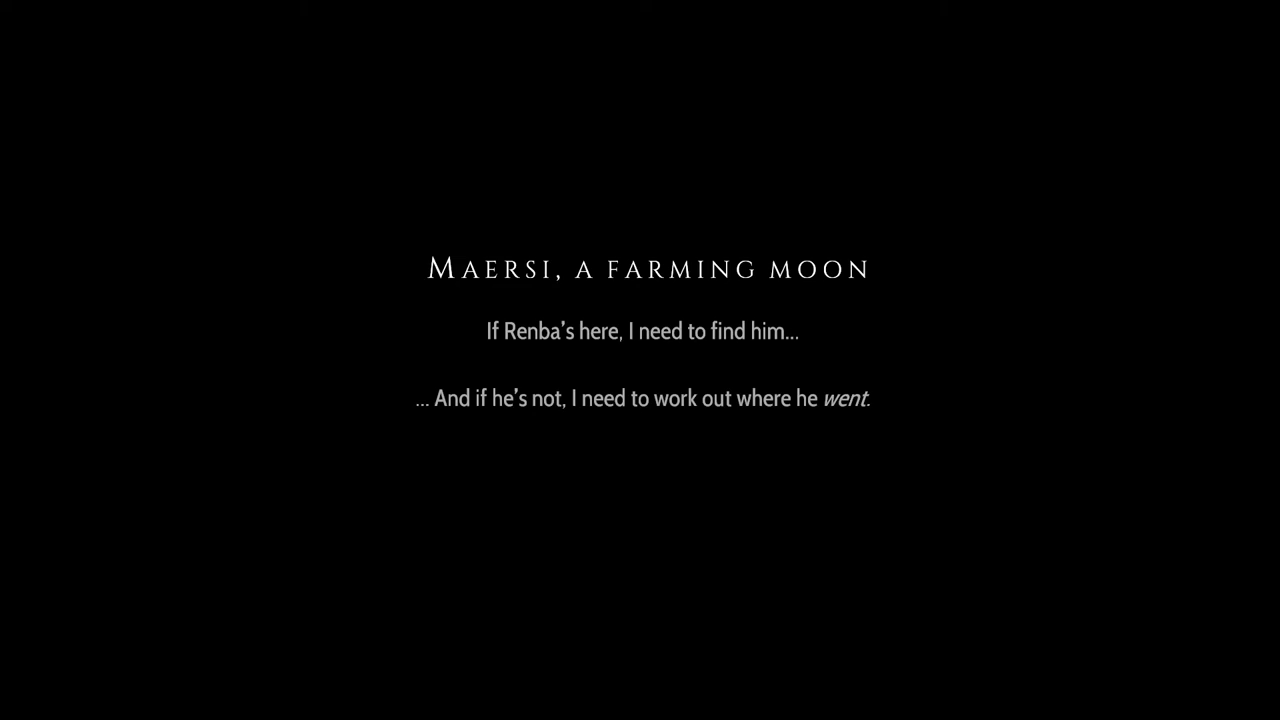 Maersi, a farming moon
If Renba's here, I need to find him...
... And if he's not, I need to work out where he went.